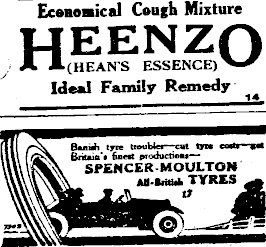 Economical Cough Mixture
HEENZO
(HEAN'S ESSENCE)
Ideal Family Remedy
14
Banish tyre troubles—cut tyre costs—get
Britain's finest productions—
SPENCER-MOULTON
All-British TYRES
17